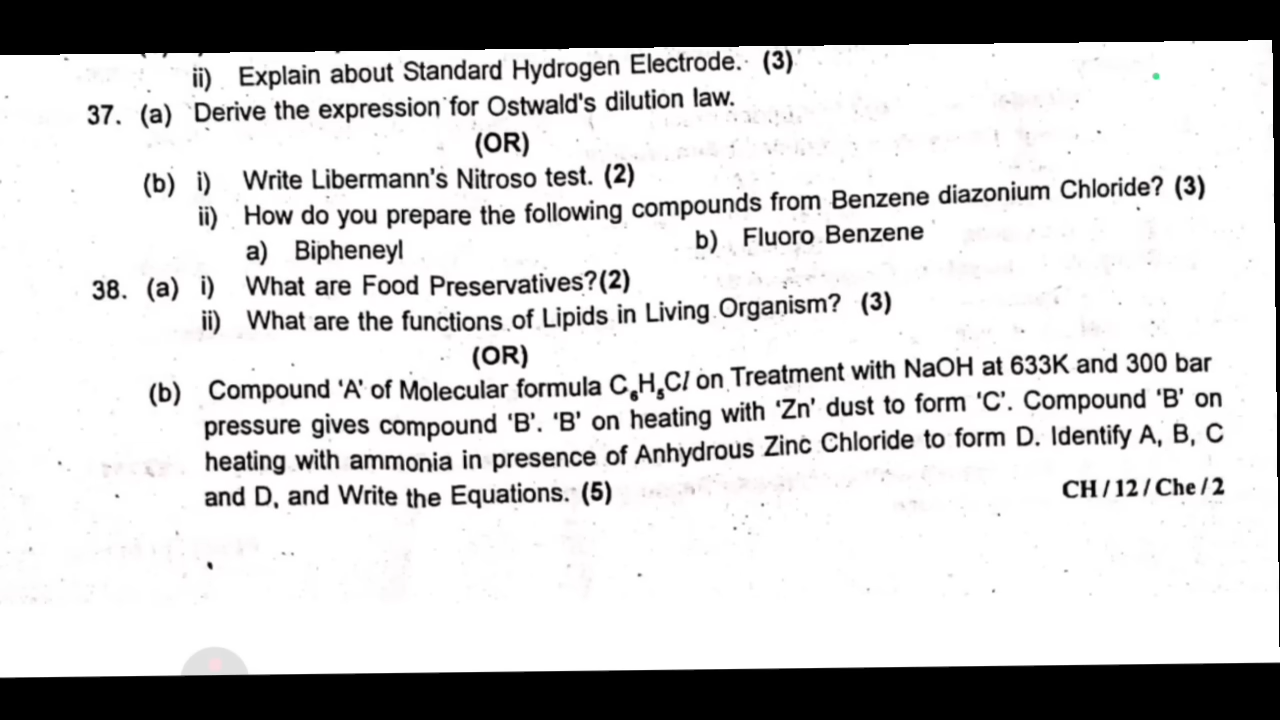 ii) Explain about Standard Hydrogen Electrode. (3)
37. (a) Derive the expression for Ostwald's dilution law.
(OR)
(b) i) Write Libermann's Nitroso test. (2)
ii) How do you prepare the following compounds from Benzene diazonium Chloride? (3)
a) Bipheneyl b) Fluoro Benzene
38. (a) i) What are Food Preservatives?(2)
ii) What are the functions of Lipids in Living Organism? (3)
(OR)
(b) Compound 'A' of Molecular formula C₆H₅Cl on Treatment with NaOH at 633K and 300 bar
pressure gives compound 'B'. 'B' on heating with 'Zn' dust to form 'C'. Compound 'B' on
heating with ammonia in presence of Anhydrous Zinc Chloride to form D. Identify A, B, C
and D, and Write the Equations. (5)
CH / 12 / Che / 2